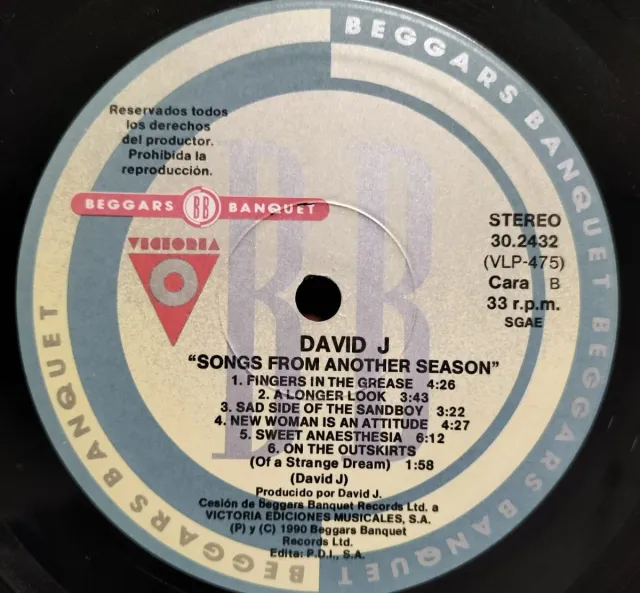 BEGGARS BANQUET
Reservados todos
los derechos
del productor.
Prohibida la
reproducción.
BEGGARS BB BANQUET
VICTORIA
BB
STEREO
30.2432
(VLP-475)
Cara B
33 r.p.m.
SGAE
DAVID J
“SONGS FROM ANOTHER SEASON”
1. FINGERS IN THE GREASE 4:26
2. A LONGER LOOK 3:43
3. SAD SIDE OF THE SANDBOY 3:22
4. NEW WOMAN IS AN ATTITUDE 4:27
5. SWEET ANAESTHESIA 6:12
6. ON THE OUTSKIRTS
(Of a Strange Dream) 1:58
(David J)
Producido por David J.
Cesión de Beggars Banquet Records Ltd. a
VICTORIA EDICIONES MUSICALES, S.A.
(P) y (C) 1990 Beggars Banquet
Records Ltd.
Edita: P.D.I., S.A.
BEGGARS BANQUET
BEGGARS BANQUET
BEGGARS BANQUET